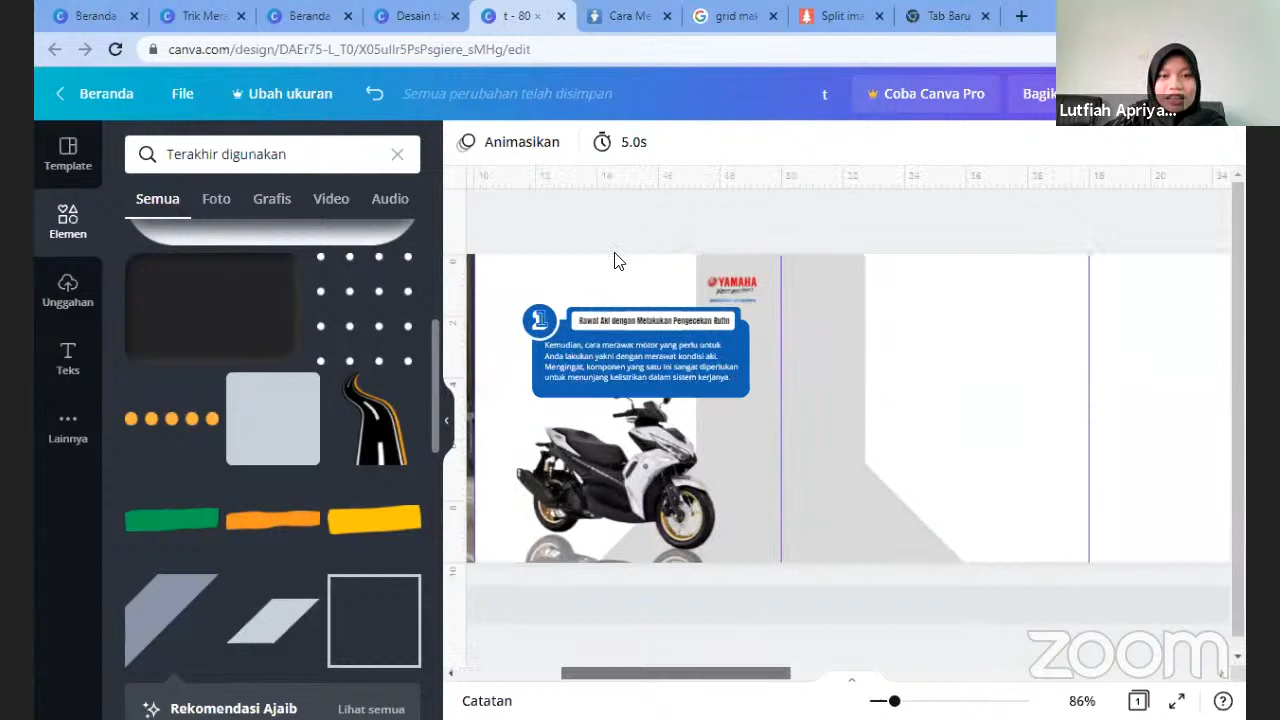 Beranda
Trik Mera
Beranda
Desain ta
t - 80 ×
Cara Me
grid mak
Split ima
Tab Baru
canva.com/design/DAEr75-L_T0/X05uIlr5PsPsgiere_sMHg/edit
Beranda
File
Ubah ukuran
Semua perubahan telah disimpan
t
Coba Canva Pro
Bagik
Lutfiah Apriya...
Template
Elemen
Unggahan
Teks
Lainnya
Terakhir digunakan
Semua
Foto
Grafis
Video
Audio
Rekomendasi Ajaib
Lihat semua
Animasikan
5.0s
YAMAHA
1
Rawat Aki dengan Melakukan Pengecekan Rutin
Kemudian, cara merawat motor yang perlu untuk
Anda lakukan yakni dengan merawat kondisi aki.
Mengingat, komponen yang satu ini sangat diperlukan
untuk menunjang kelistrikan dalam sistem kerjanya.
zoom
Catatan
86%
1